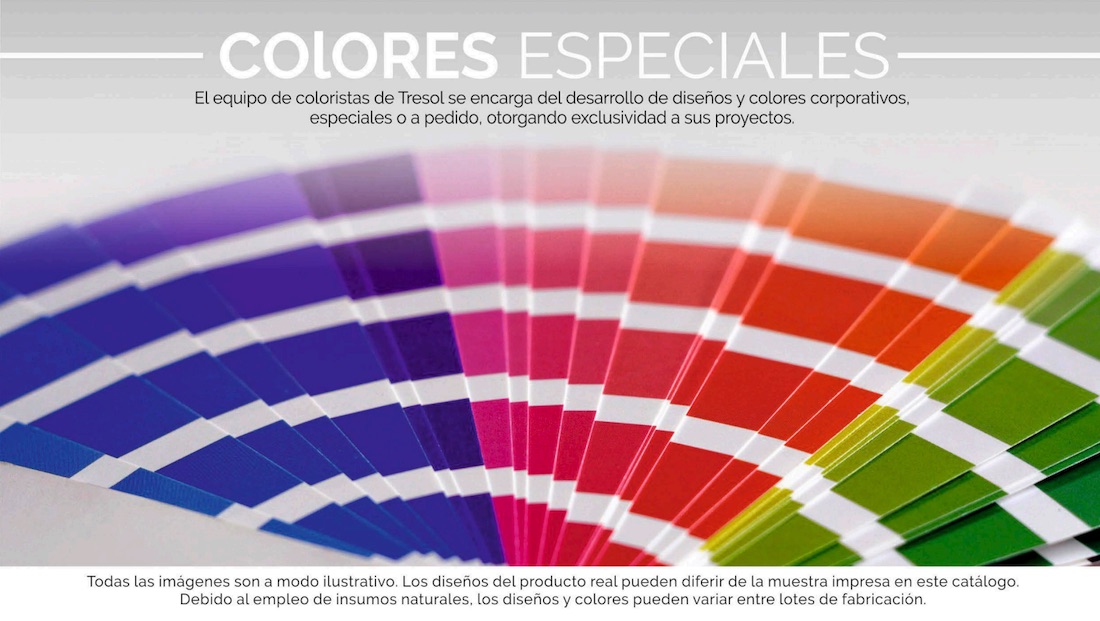 COlORES ESPECIALES
El equipo de coloristas de Tresol se encarga del desarrollo de diseños y colores corporativos,
especiales o a pedido, otorgando exclusividad a sus proyectos.
Todas las imágenes son a modo ilustrativo. Los diseños del producto real pueden diferir de la muestra impresa en este catálogo.
Debido al empleo de insumos naturales, los diseños y colores pueden variar entre lotes de fabricación.